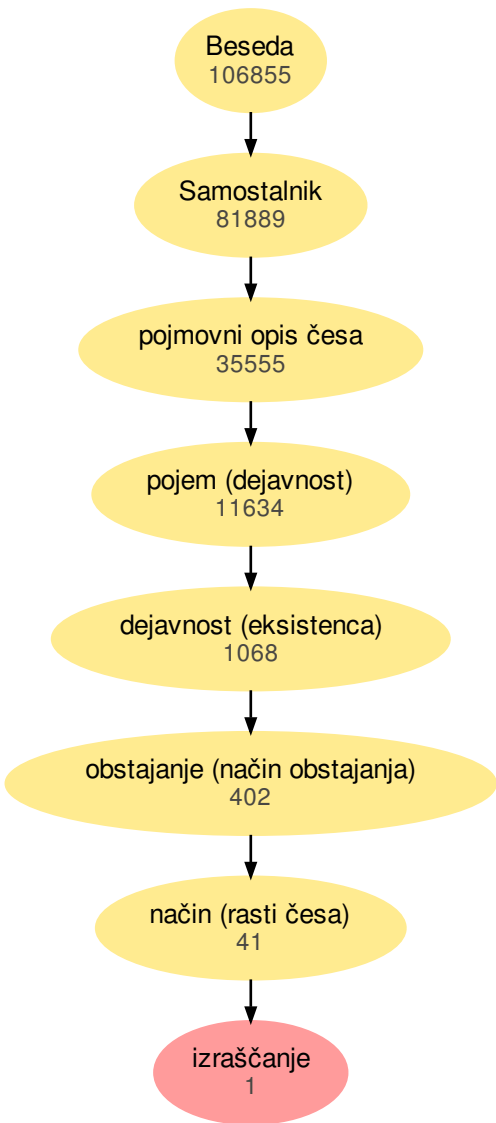 Beseda
106855
Samostalnik
81889
pojmovni opis česa
35555
pojem (dejavnost)
11634
dejavnost (eksistenca)
1068
obstajanje (način obstajanja)
402
način (rasti česa)
41
izraščanje
1